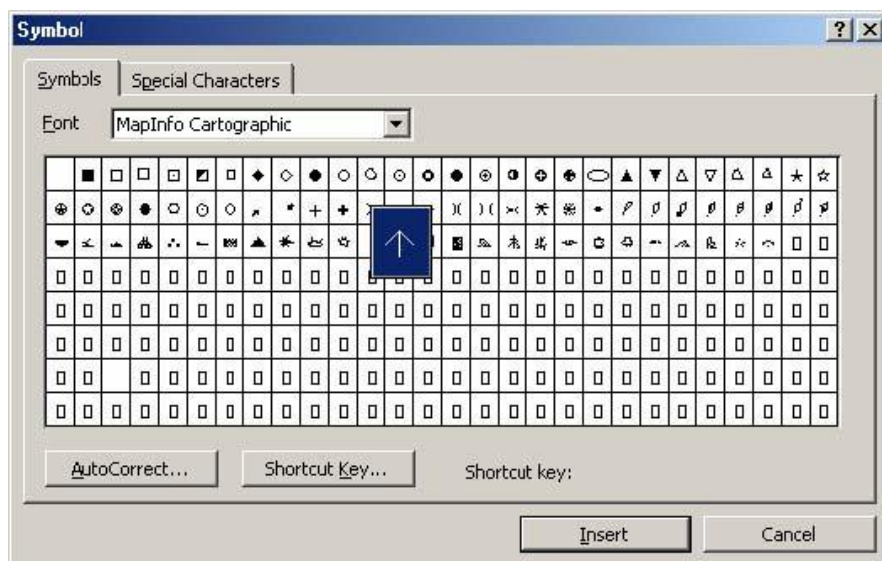 Symbol
Symbols Special Characters
Font MapInfo Cartographic
AutoCorrect... Shortcut Key... Shortcut key:
Insert Cancel